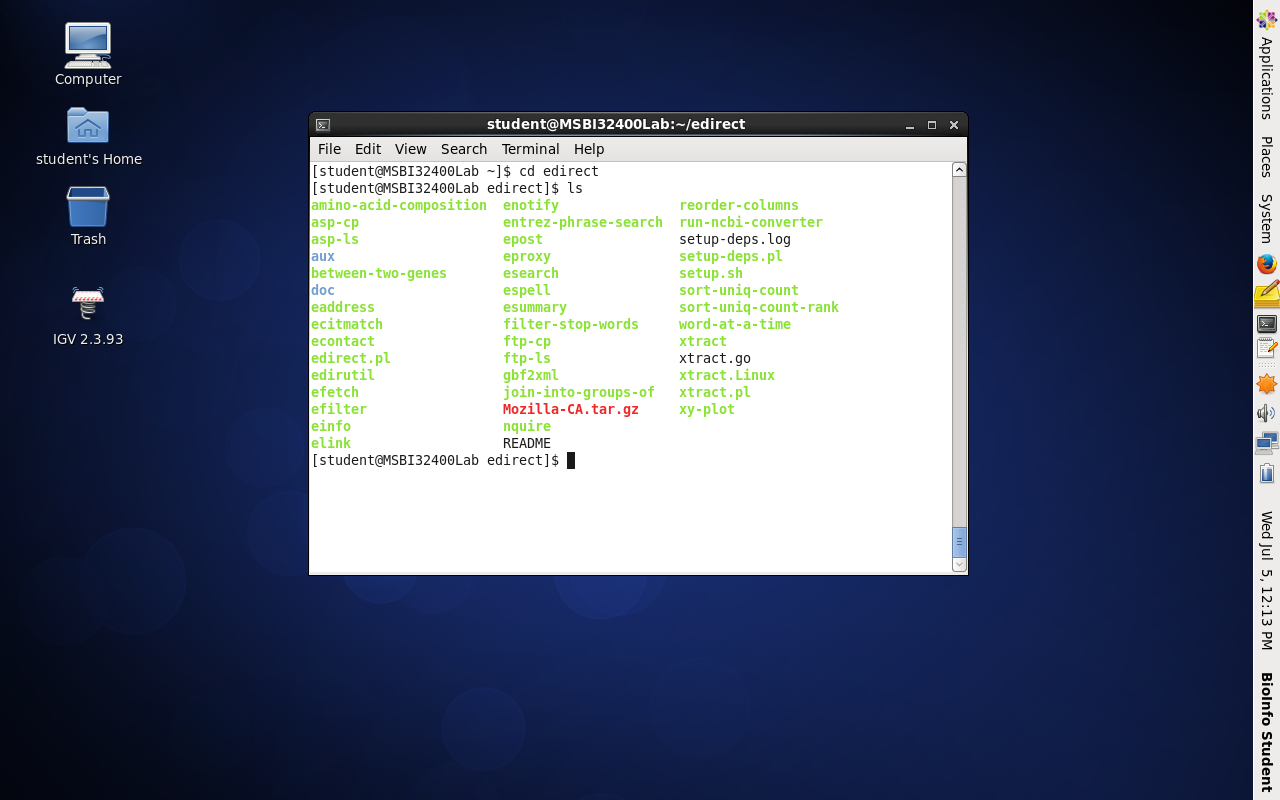 Computer
student's Home
Trash
IGV 2.3.93
student@MSBI32400Lab:~/edirect
File Edit View Search Terminal Help
[student@MSBI32400Lab ~]$ cd edirect
[student@MSBI32400Lab edirect]$ ls
amino-acid-composition enotify reorder-columns
asp-cp entrez-phrase-search run-ncbi-converter
asp-ls epost setup-deps.log
aux eproxy setup-deps.pl
between-two-genes esearch setup.sh
doc espell sort-uniq-count
eaddress esummary sort-uniq-count-rank
ecitmatch filter-stop-words word-at-a-time
econtact ftp-cp xtract
edirect.pl ftp-ls xtract.go
edirutil gbf2xml xtract.Linux
efetch join-into-groups-of xtract.pl
efilter Mozilla-CA.tar.gz xy-plot
einfo nquire
elink README
[student@MSBI32400Lab edirect]$
Applications Places System
Wed Jul 5, 12:13 PM
BioInfo Student